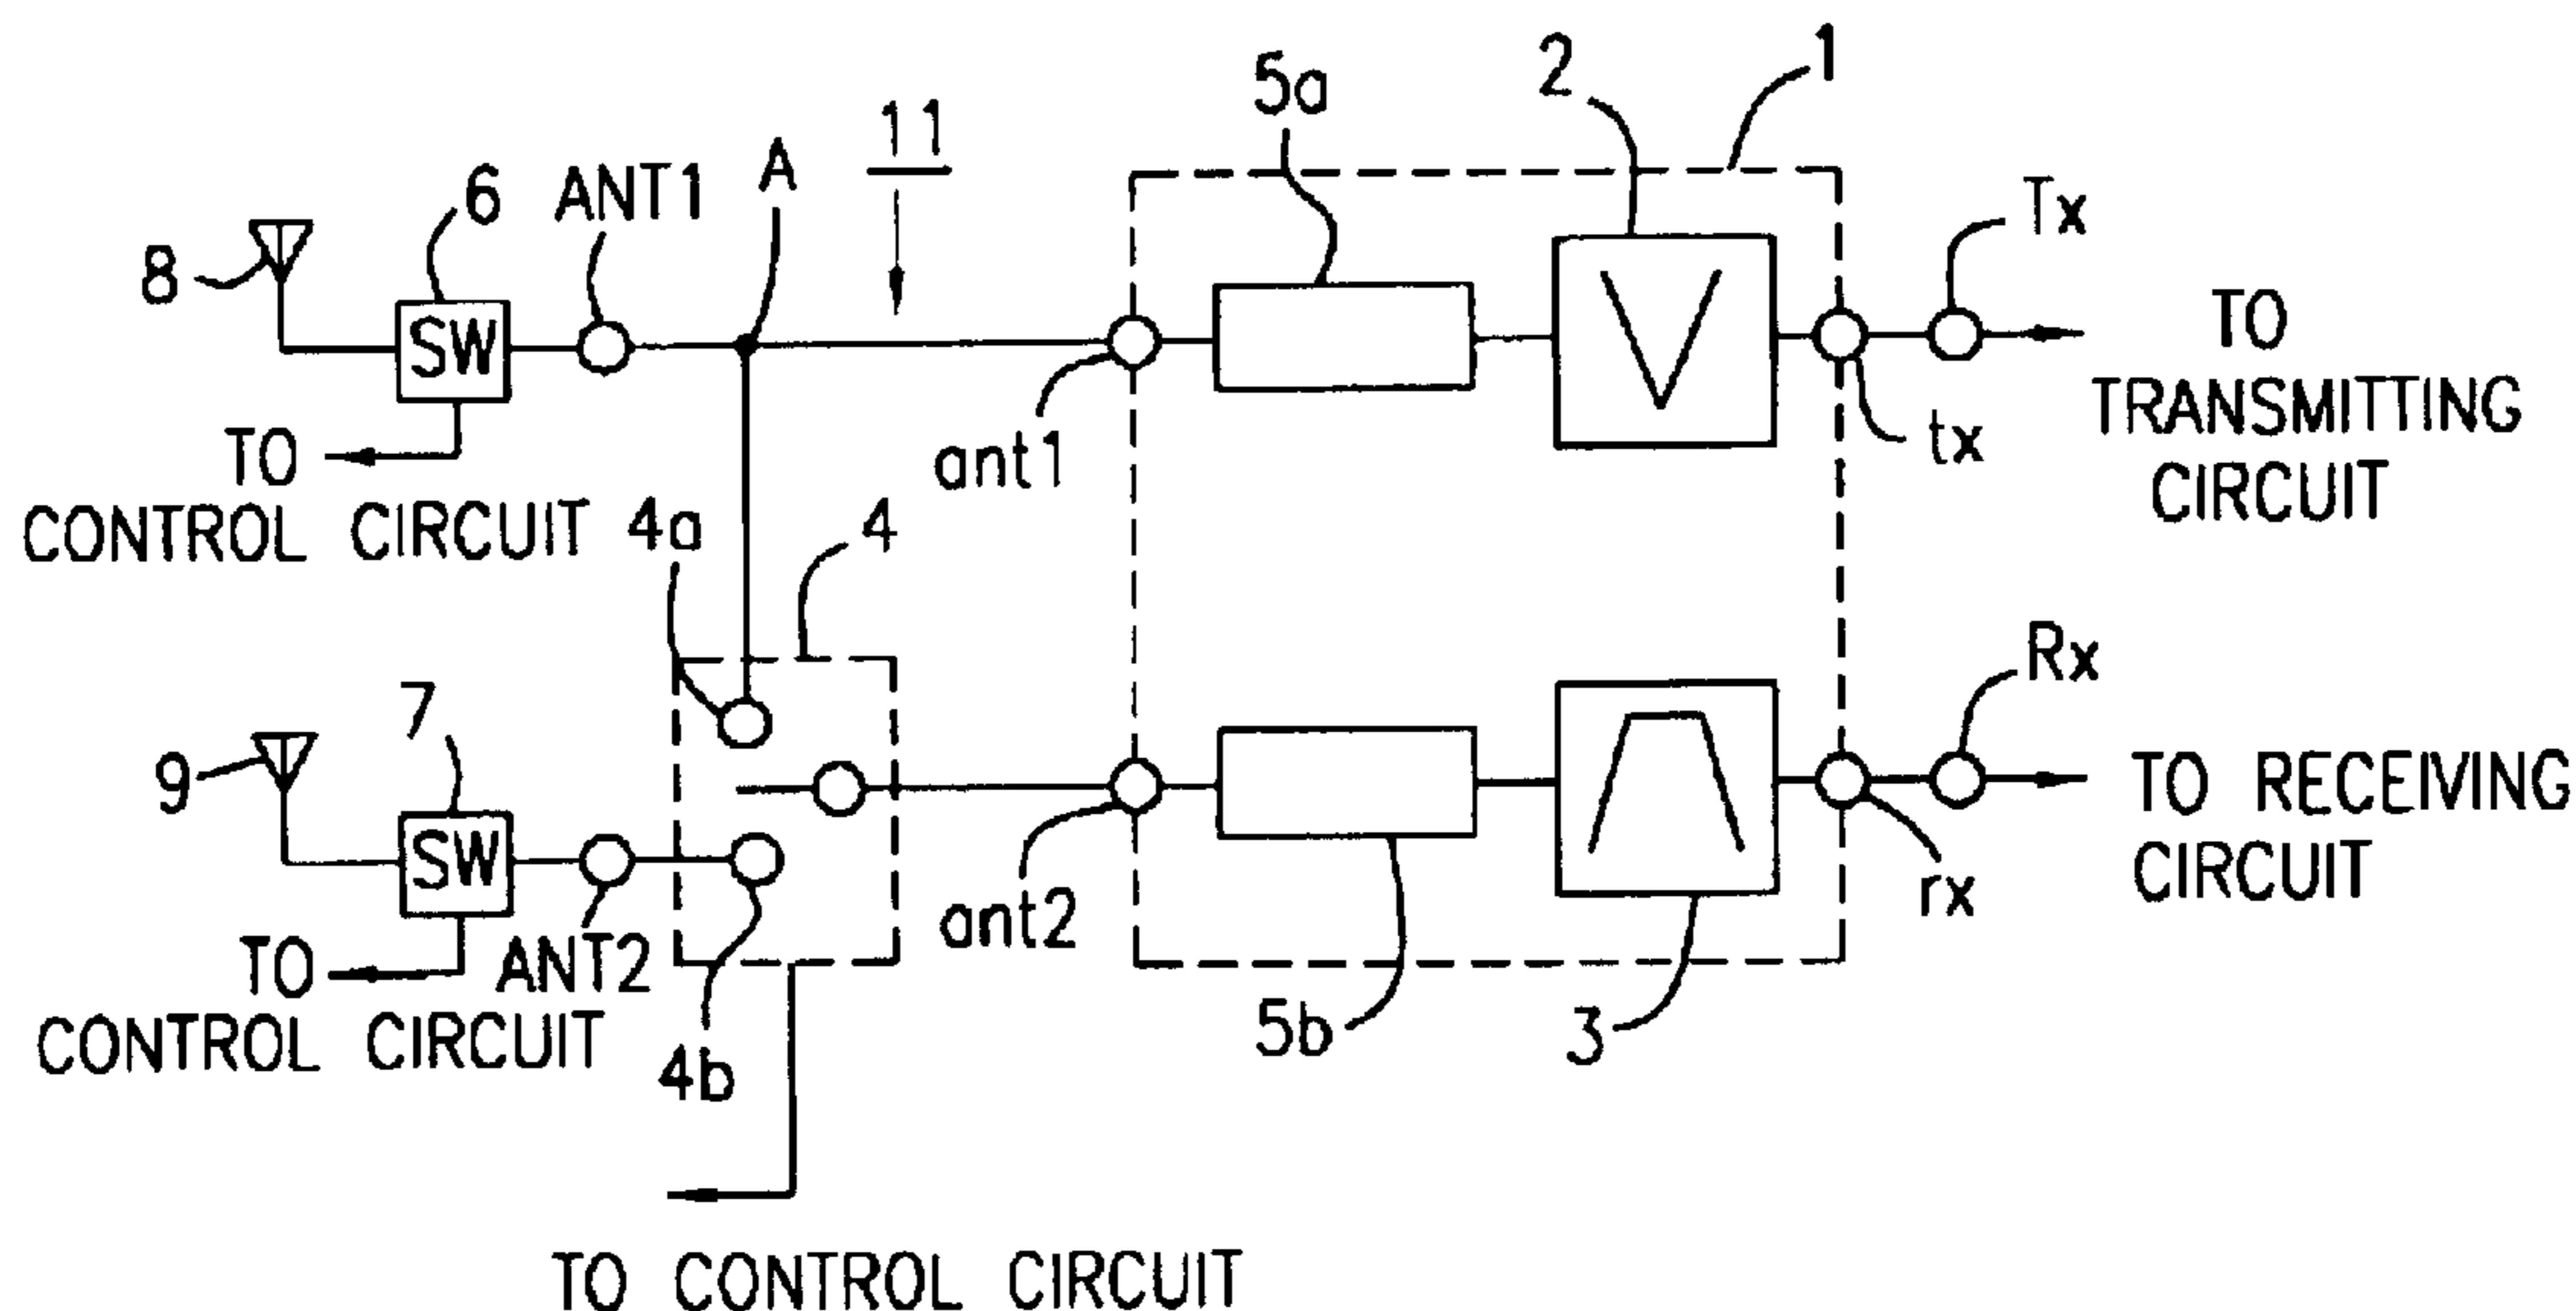 1
2
5a
11
A
ANT1
6
8
SW
Tx
TO
TRANSMITTING
CIRCUIT
tx
ant1
TO
CONTROL CIRCUIT
4a
4
7
9
SW
Rx
TO RECEIVING
CIRCUIT
rx
ant2
ANT2
TO
CONTROL CIRCUIT
4b
5b
3
TO CONTROL CIRCUIT